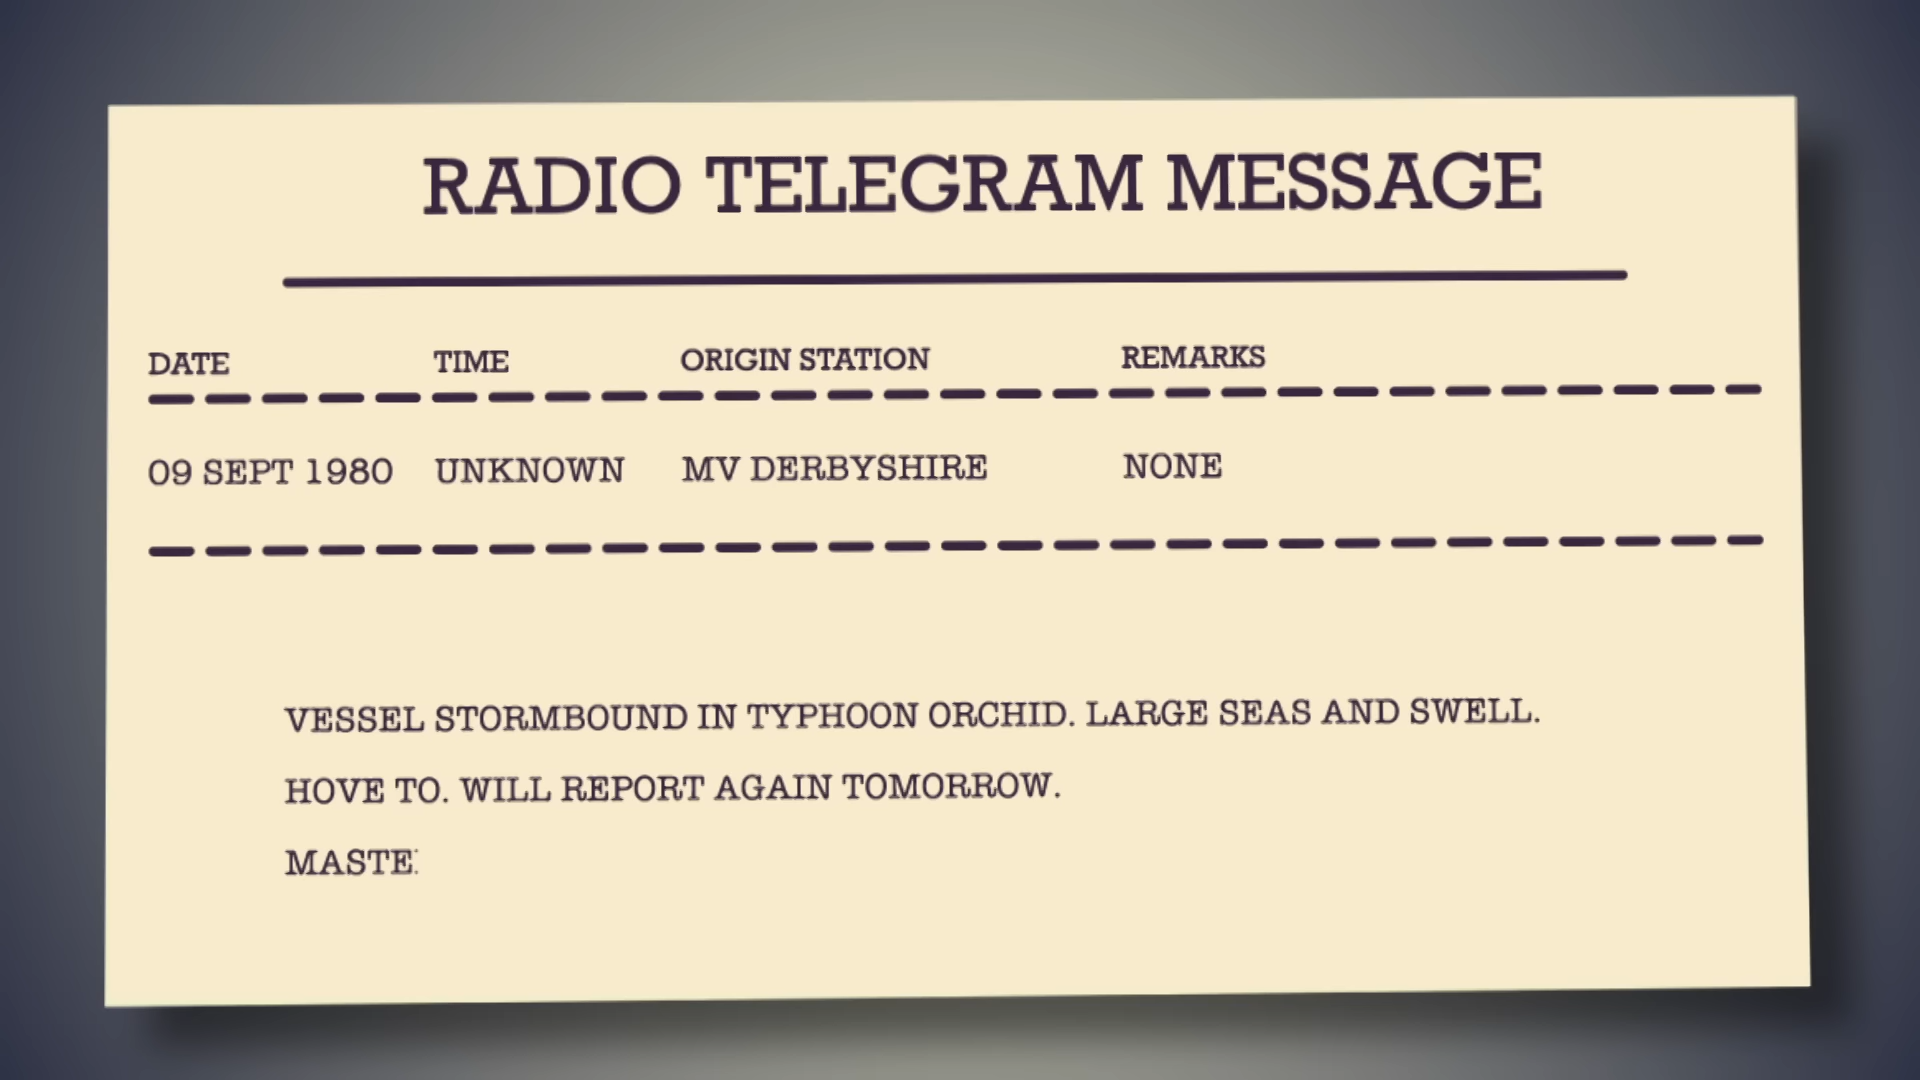 RADIO TELEGRAM MESSAGE
DATE TIME ORIGIN STATION REMARKS
09 SEPT 1980 UNKNOWN MV DERBYSHIRE NONE
VESSEL STORMBOUND IN TYPHOON ORCHID. LARGE SEAS AND SWELL.
HOVE TO. WILL REPORT AGAIN TOMORROW.
MASTE